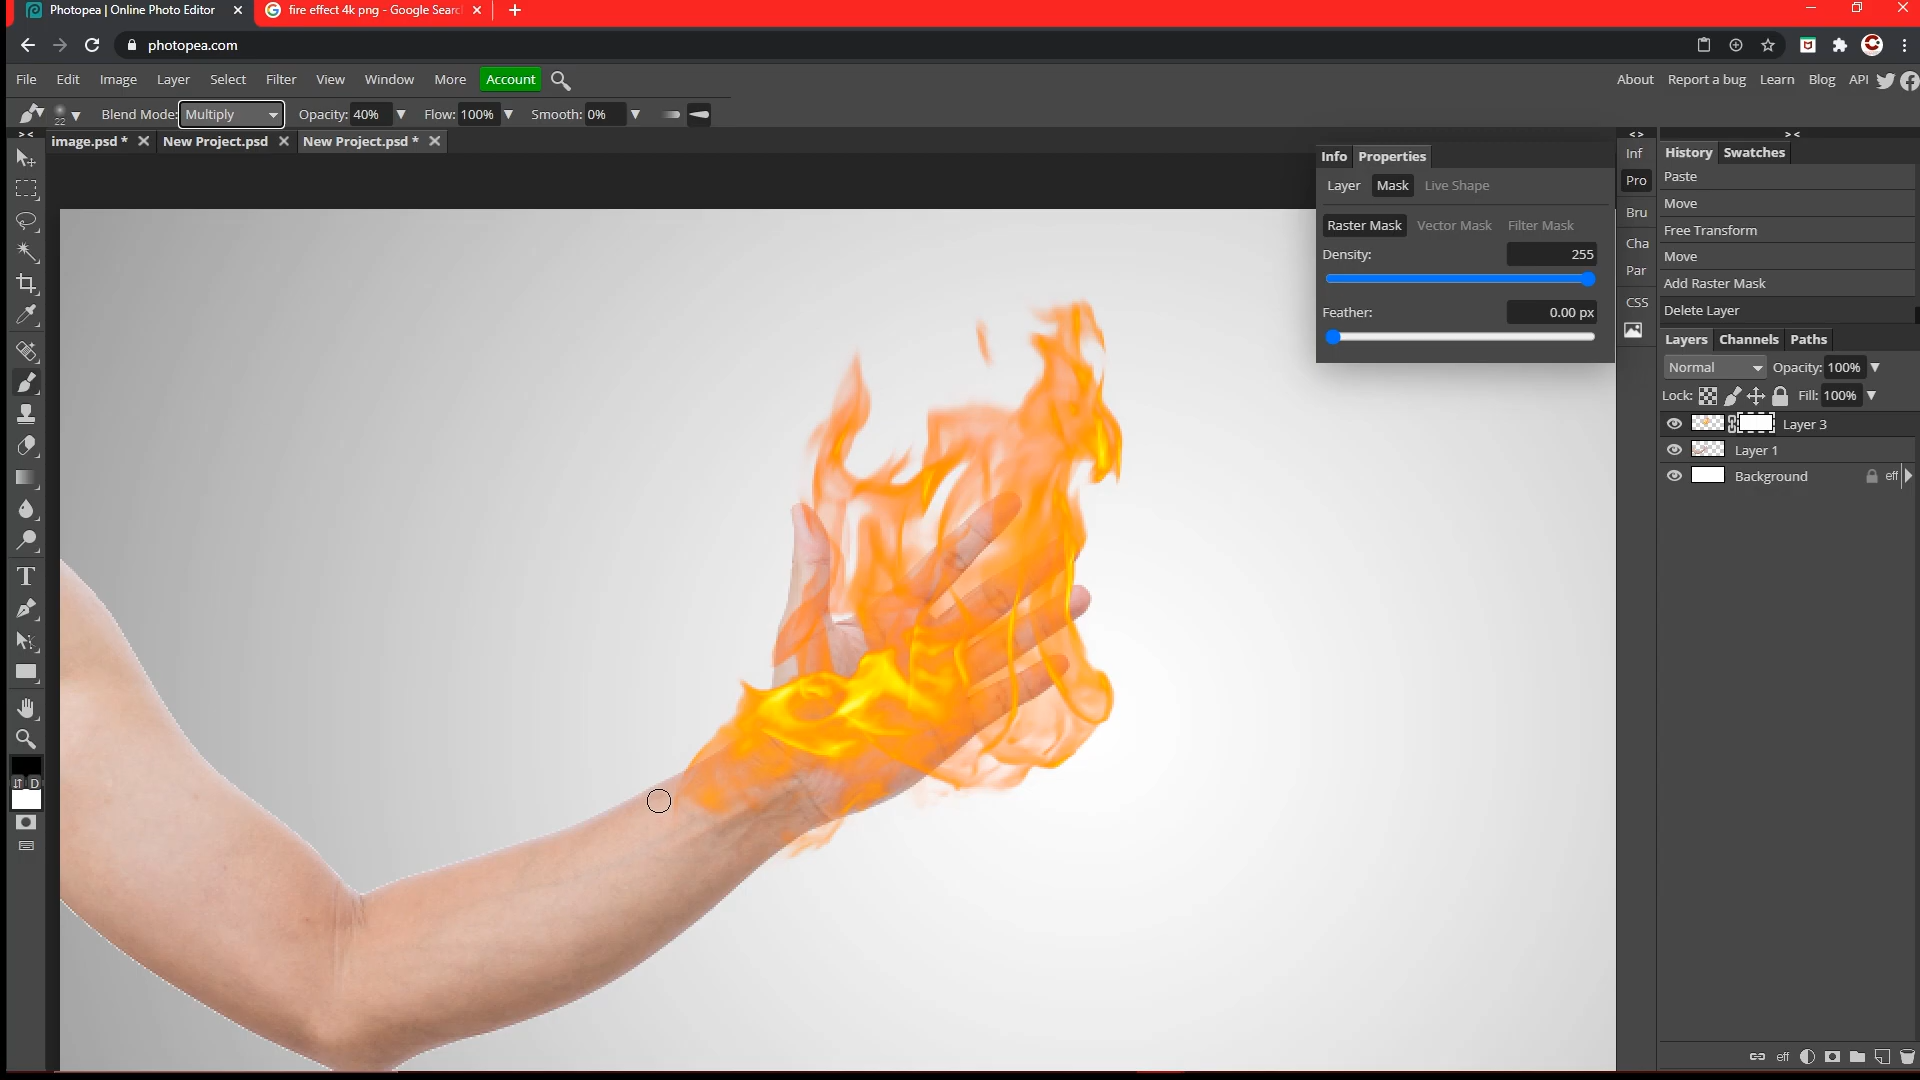 Photopea | Online Photo Editor
fire effect 4k png - Google Searc
photopea.com
File Edit Image Layer Select Filter View Window More Account
About Report a bug Learn Blog API
22 Blend Mode: Multiply Opacity: 40% Flow: 100% Smooth: 0%
image.psd * New Project.psd New Project.psd *
Info Properties
Layer Mask Live Shape
Raster Mask Vector Mask Filter Mask
Density: 255
Feather: 0.00 px
Inf
Pro
Bru
Cha
Par
CSS
History Swatches
Paste
Move
Free Transform
Move
Add Raster Mask
Delete Layer
Layers Channels Paths
Normal Opacity: 100%
Lock: Fill: 100%
Layer 3
Layer 1
Background eff
T
D
eff